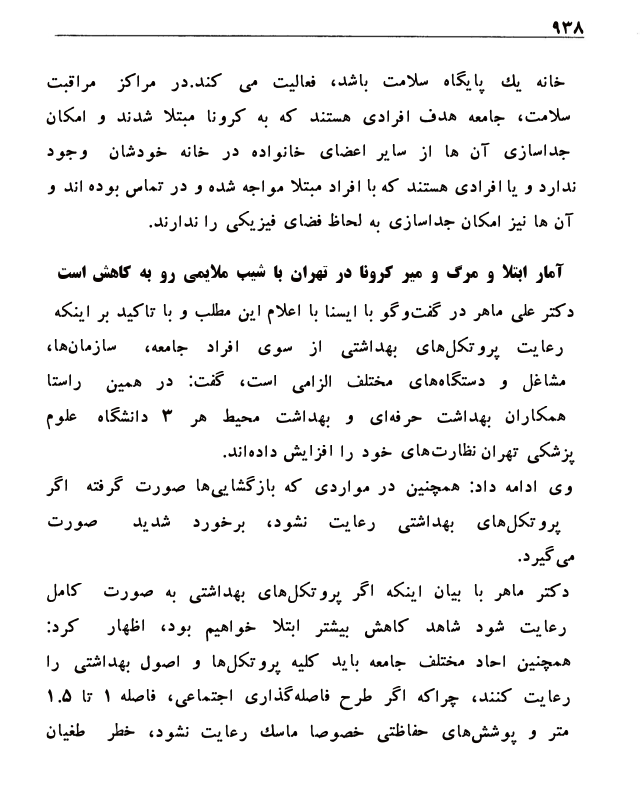 ۹۳۸
خانه یك پایگاه سلامت باشد، فعالیت می کند.در مراکز مراقبت
سلامت، جامعه هدف افرادی هستند که به کرونا مبتلا شدند و امکان
جداسازی آن ها از سایر اعضای خانواده در خانه خودشان وجود
ندارد و یا افرادی هستند که با افراد مبتلا مواجه شده و در تماس بوده اند و
آن ها نیز امکان جداسازی به لحاظ فضای فیزیکی را ندارند.
آمار ابتلا و مرگ و میر کرونا در تهران با شیب ملایمی رو به کاهش است
دکتر علی ماهر در گفت‌وگو با ایسنا با اعلام این مطلب و با تاکید بر اینکه
رعایت پروتکل‌های بهداشتی از سوی افراد جامعه، سازمان‌ها،
مشاغل و دستگاه‌های مختلف الزامی است، گفت: در همین راستا
همکاران بهداشت حرفه‌ای و بهداشت محیط هر ۳ دانشگاه علوم
پزشکی تهران نظارت‌های خود را افزایش داده‌اند.
وی ادامه داد: همچنین در مواردی که بازگشایی‌ها صورت گرفته اگر
پروتکل‌های بهداشتی رعایت نشود، برخورد شدید صورت
می‌گیرد.
دکتر ماهر با بیان اینکه اگر پروتکل‌های بهداشتی به صورت کامل
رعایت شود شاهد کاهش بیشتر ابتلا خواهیم بود، اظهار کرد:
همچنین احاد مختلف جامعه باید کلیه پروتکل‌ها و اصول بهداشتی را
رعایت کنند، چراکه اگر طرح فاصله‌گذاری اجتماعی، فاصله ۱ تا ۱.۵
متر و پوشش‌های حفاظتی خصوصا ماسك رعایت نشود، خطر طغیان